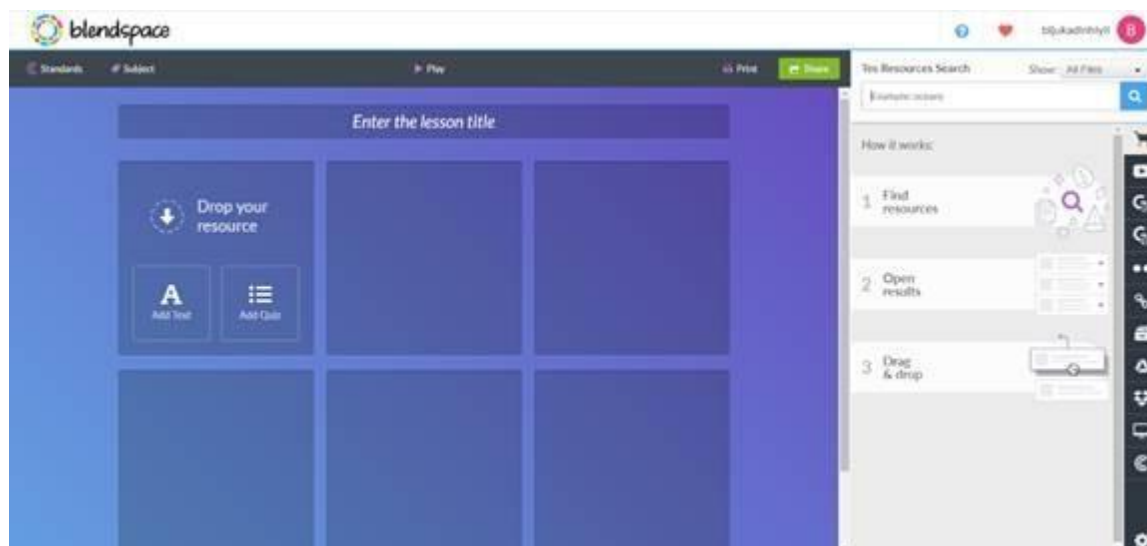 blendspace
Standards
# Subject
Play
Print
Share
Tes Resources Search
Show: All Files
Enter the lesson title
How it works:
Drop your
resource
A
Add Text
Add Quiz
1 Find
resources
2 Open
results
3 Drag
& drop
B